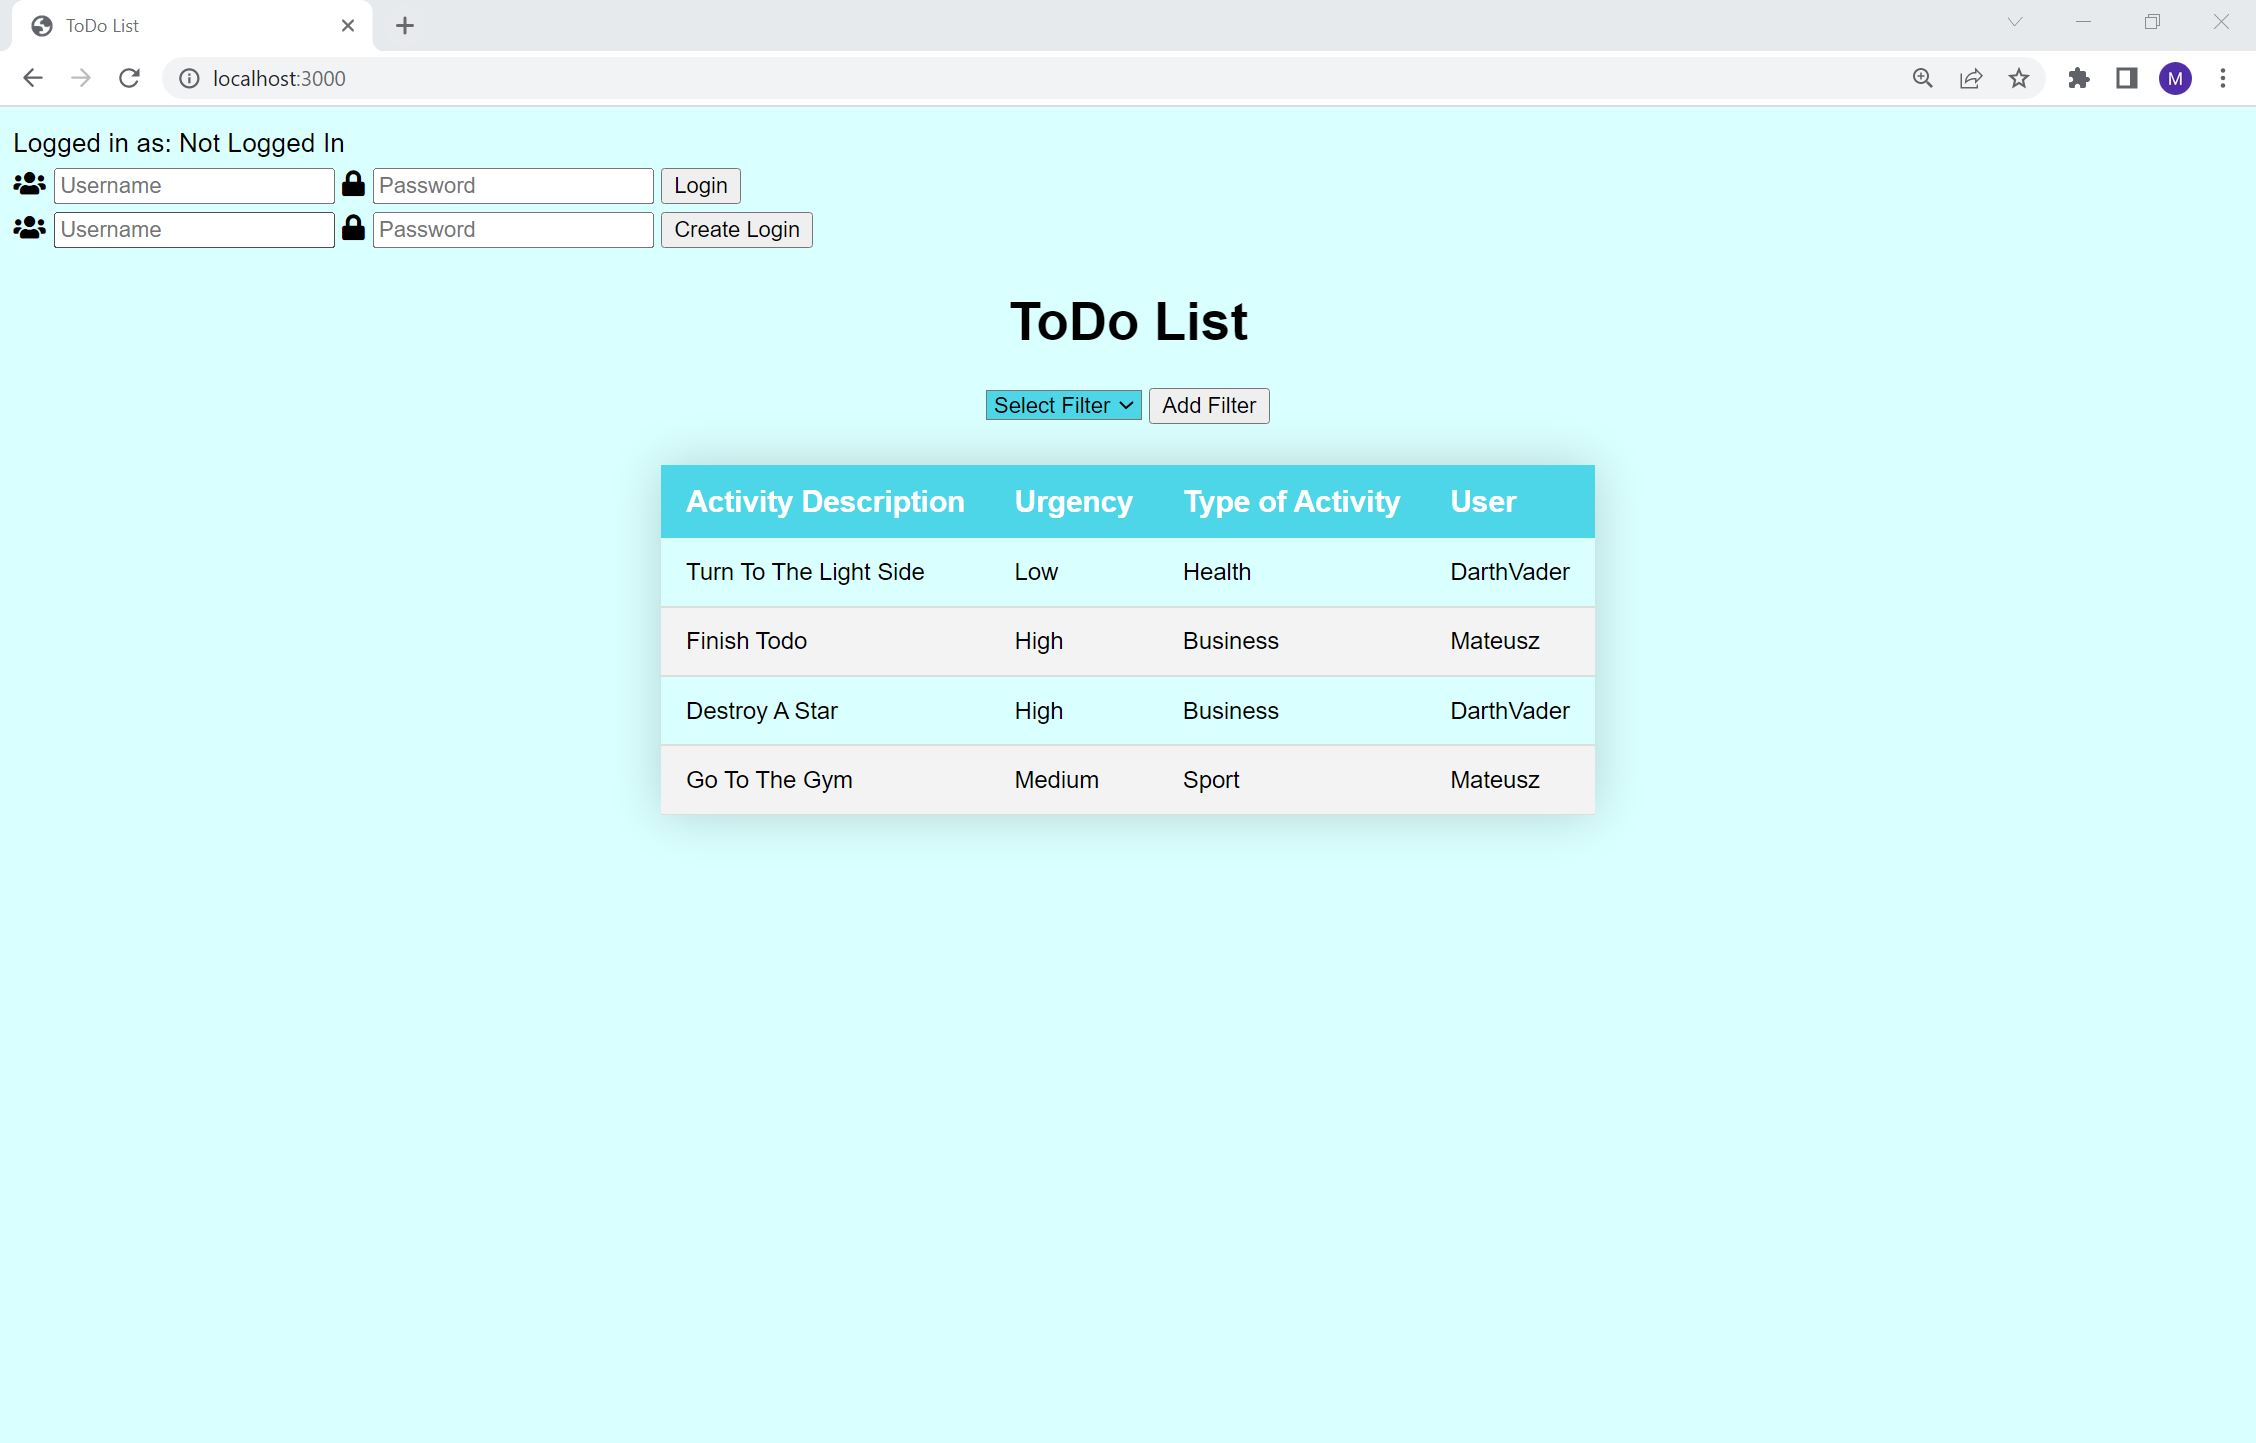 ToDo List
localhost:3000
M
Logged in as: Not Logged In
Username Password Login
Username Password Create Login
ToDo List
Select Filter Add Filter
Activity Description Urgency Type of Activity User
Turn To The Light Side Low Health DarthVader
Finish Todo High Business Mateusz
Destroy A Star High Business DarthVader
Go To The Gym Medium Sport Mateusz